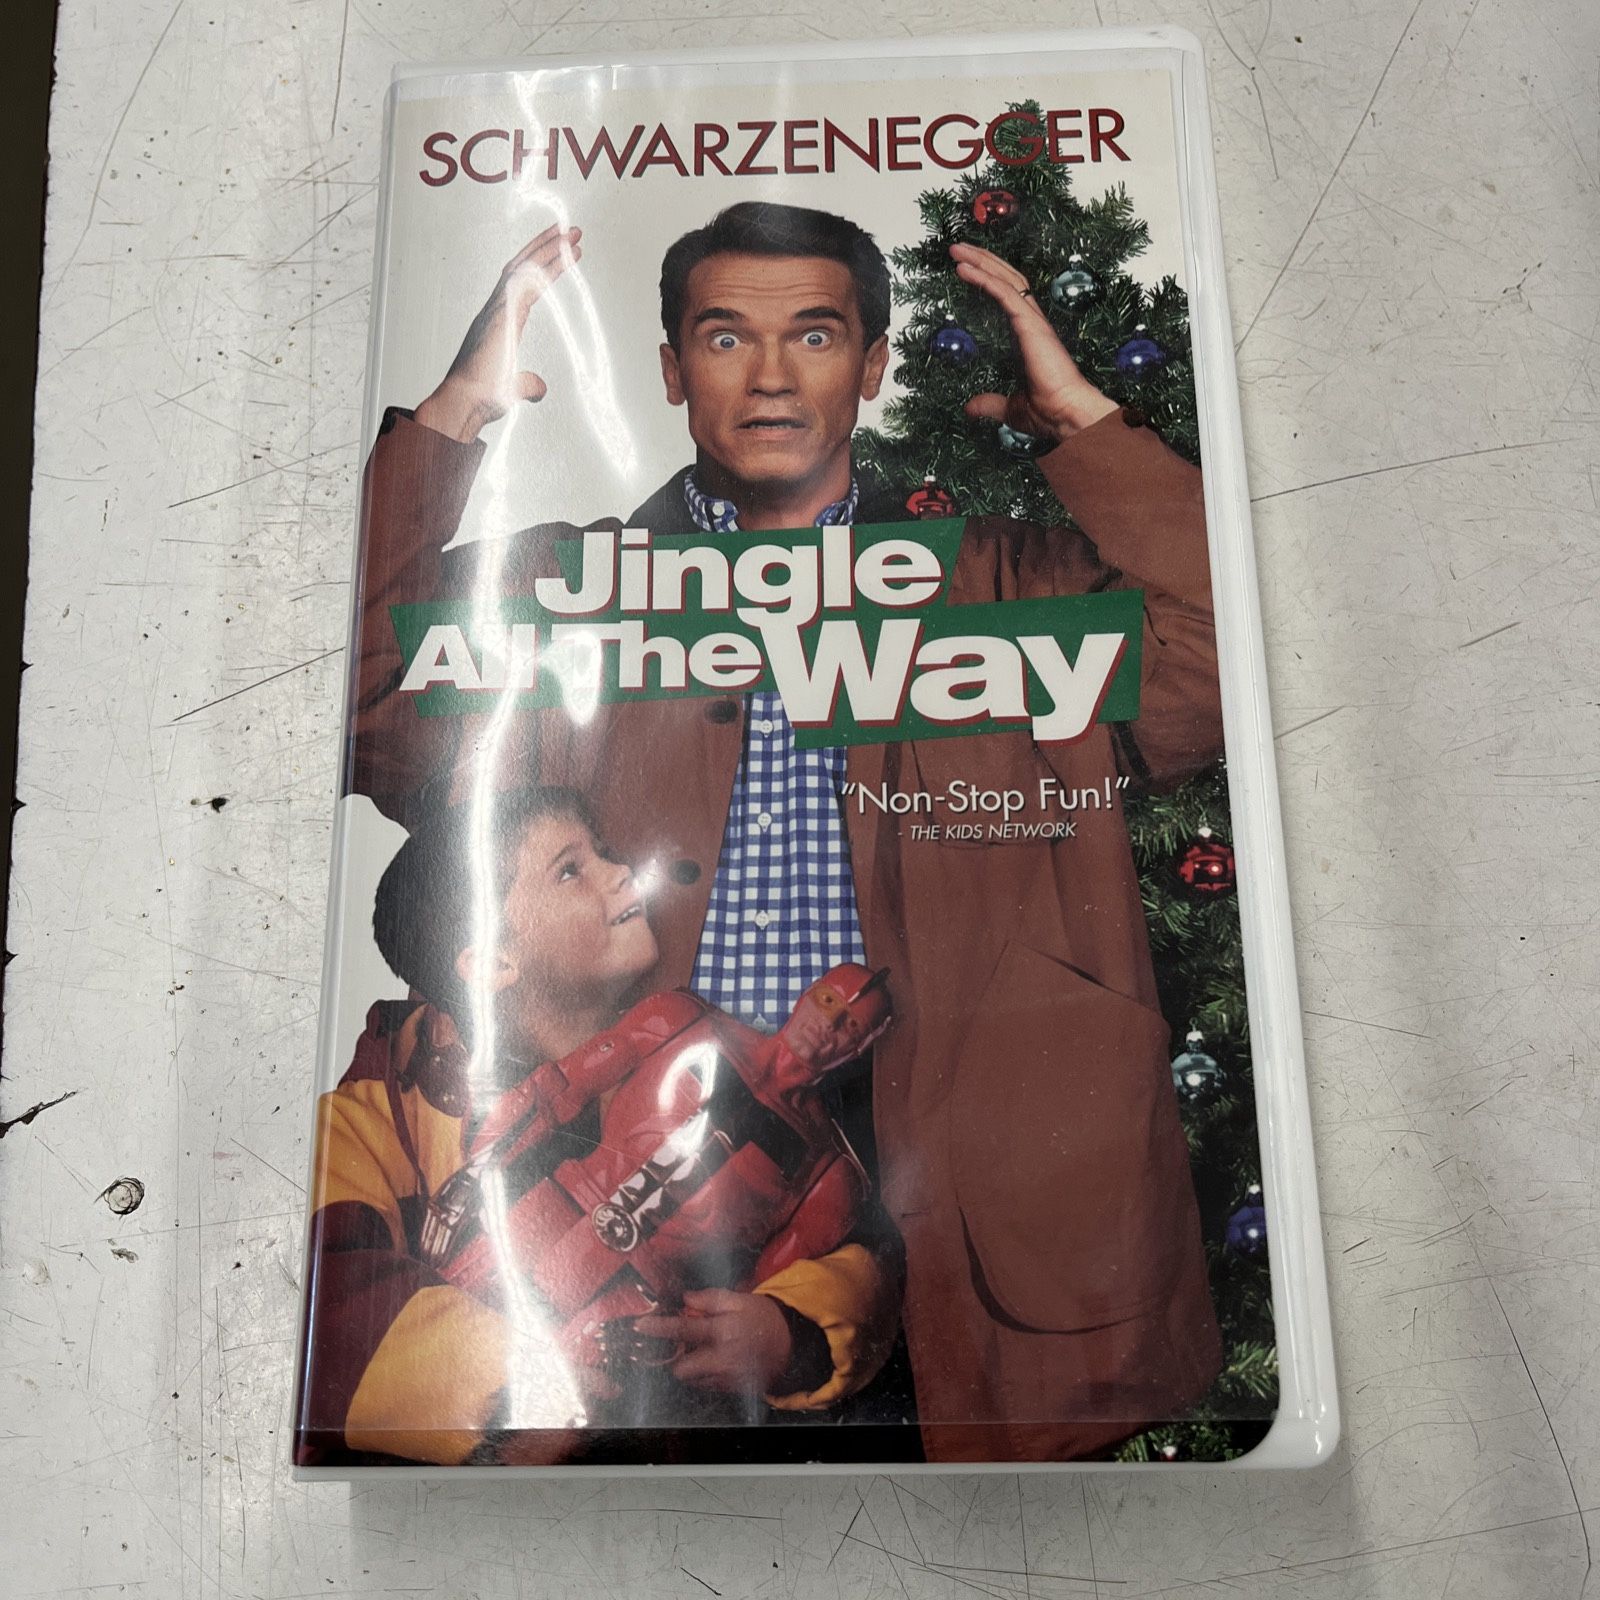 SCHWARZENEGGER
Jingle
All The Way
"Non-Stop Fun!"
- THE KIDS NETWORK